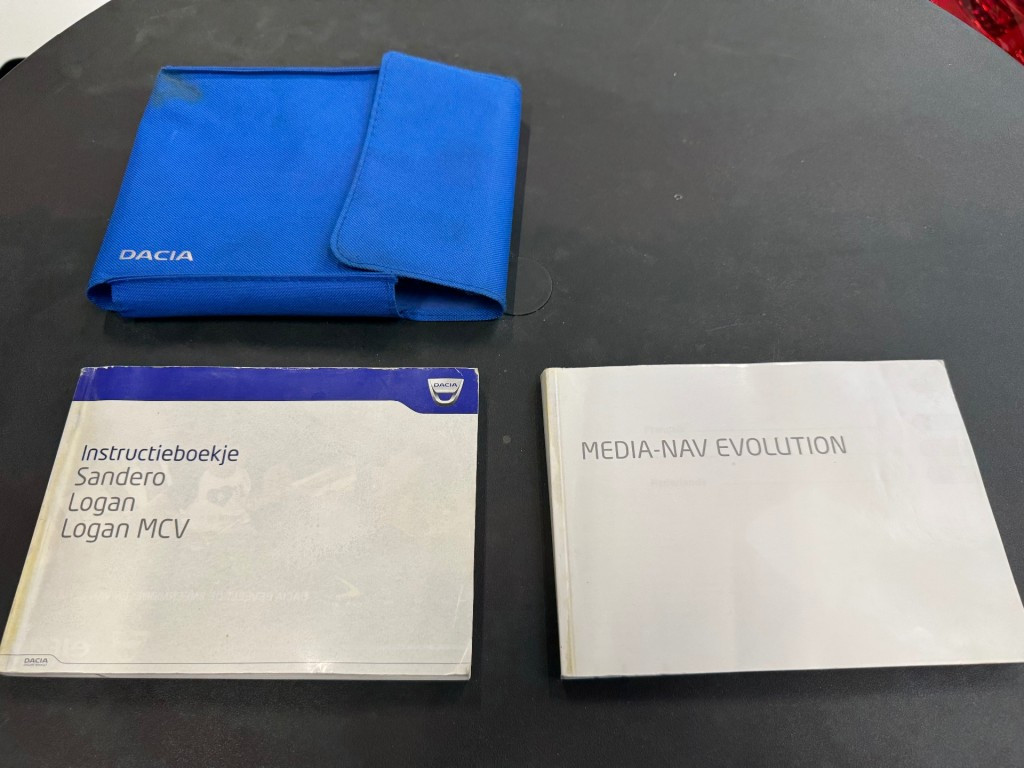 DACIA
DACIA
Instructieboekje
Sandero
Logan
Logan MCV
DACIA
MEDIA-NAV EVOLUTION